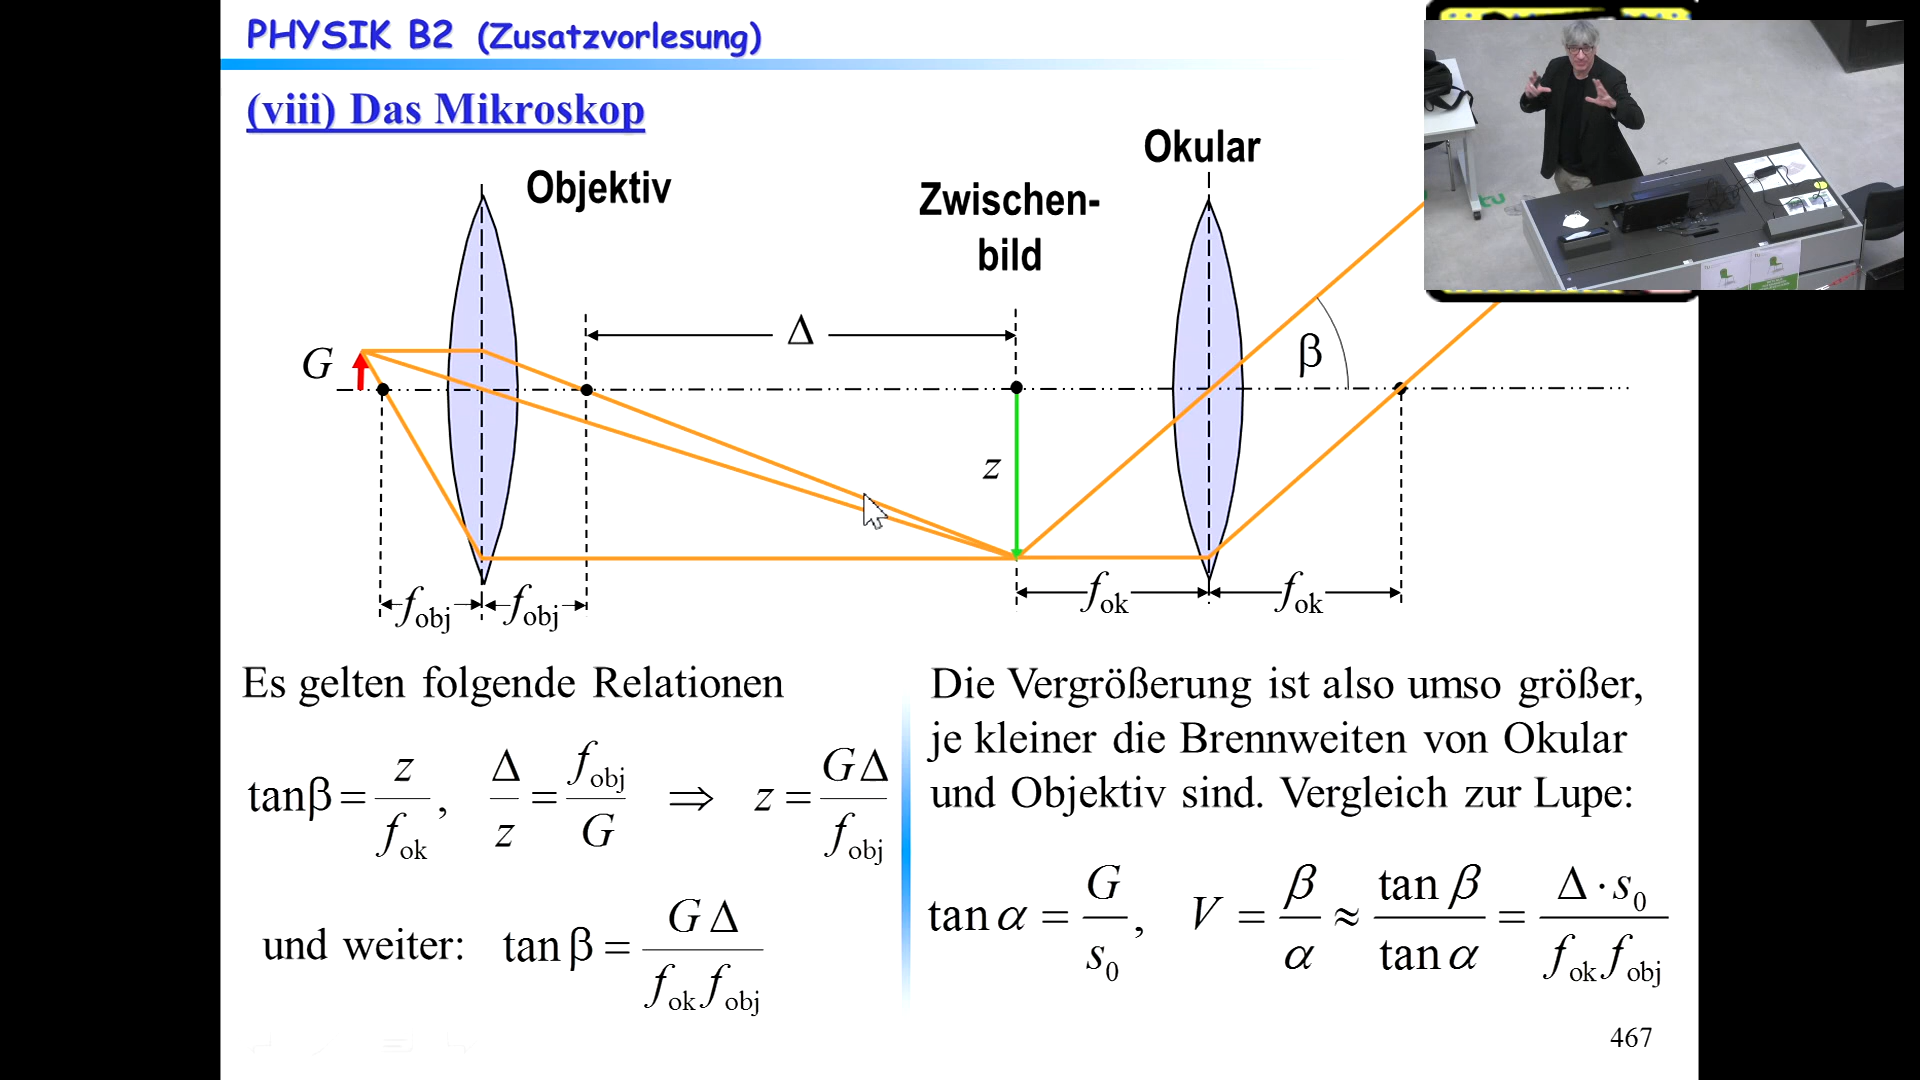 PHYSIK B2 (Zusatzvorlesung)
(viii) Das Mikroskop
Objektiv
Zwischen-
bild
Okular
G
Δ
β
z
f_obj
f_obj
f_ok
f_ok
Es gelten folgende Relationen
tanβ = z / f_ok, Δ / z = f_obj / G ⇒ z = GΔ / f_obj
und weiter: tan β = GΔ / f_ok f_obj
Die Vergrößerung ist also umso größer,
je kleiner die Brennweiten von Okular
und Objektiv sind. Vergleich zur Lupe:
tan α = G / s_0, V = β / α ≈ tan β / tan α = Δ · s_0 / f_ok f_obj
467